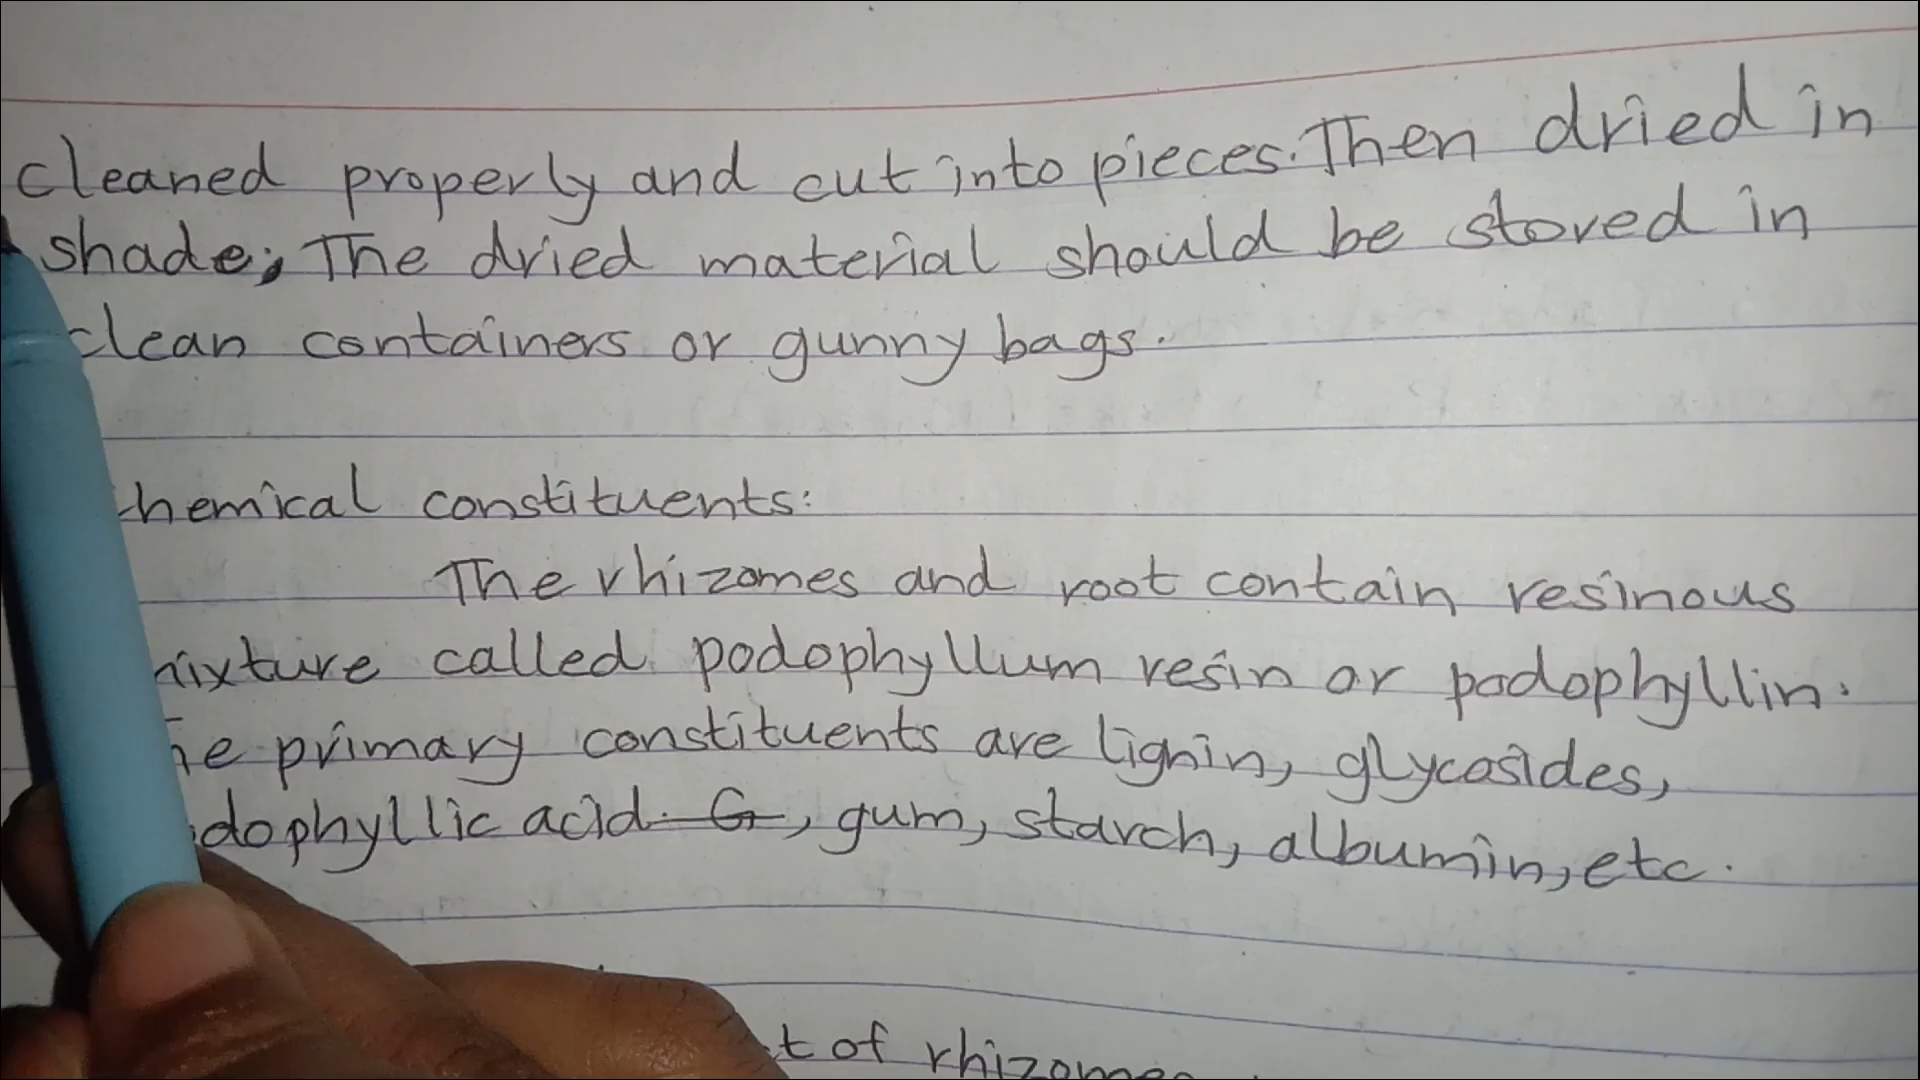 cleaned properly and cut into pieces. Then dried in
shade; The dried material should be stored in
clean containers or gunny bags.
hemical constituents:
The rhizomes and root contain resinous
mixture called podophyllum resin or podophyllin.
primary constituents are lignin, glycosides,
dophyllic acid. G, gum, starch, albumin, etc.
t of rhizomes